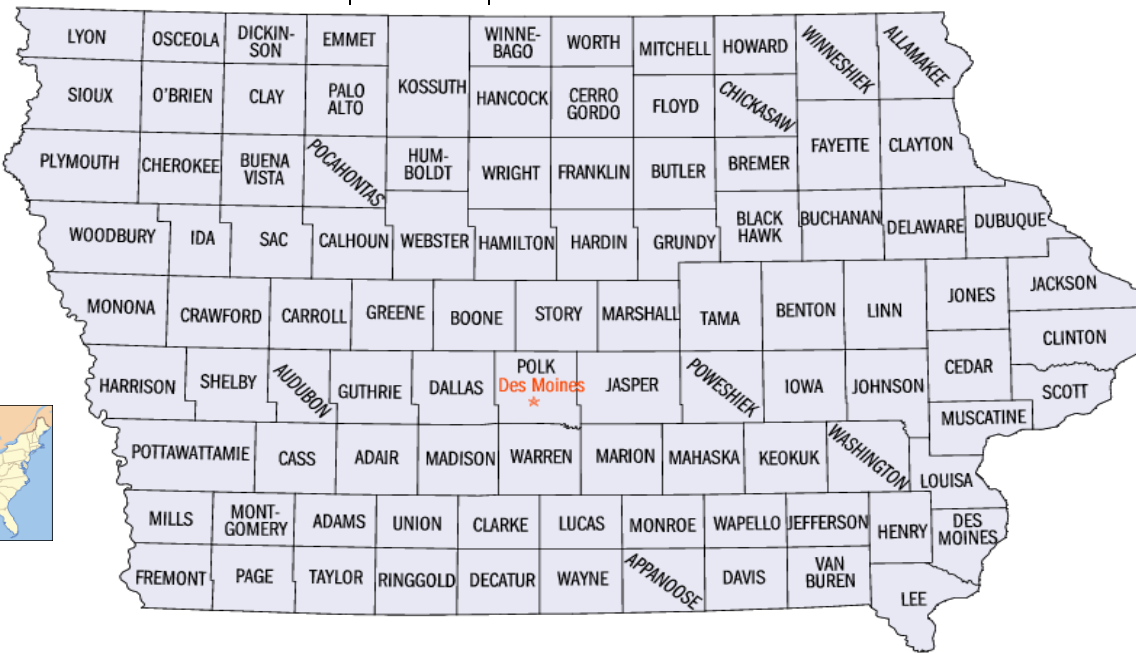 LYON
OSCEOLA
DICKIN-
SON
EMMET
KOSSUTH
WINNE-
BAGO
WORTH
MITCHELL
HOWARD
WINNESHIEK
ALLAMAKEE
SIOUX
O'BRIEN
CLAY
PALO
ALTO
HANCOCK
CERRO
GORDO
FLOYD
CHICKASAW
FAYETTE
CLAYTON
PLYMOUTH
CHEROKEE
BUENA
VISTA
POCAHONTAS
HUM-
BOLDT
WRIGHT
FRANKLIN
BUTLER
BREMER
WOODBURY
IDA
SAC
CALHOUN
WEBSTER
HAMILTON
HARDIN
GRUNDY
BLACK
HAWK
BUCHANAN
DELAWARE
DUBUQUE
MONONA
CRAWFORD
CARROLL
GREENE
BOONE
STORY
MARSHALL
TAMA
BENTON
LINN
JONES
JACKSON
CLINTON
HARRISON
SHELBY
AUDUBON
GUTHRIE
DALLAS
POLK
Des Moines
*
JASPER
POWESHIEK
IOWA
JOHNSON
CEDAR
SCOTT
MUSCATINE
POTTAWATTAMIE
CASS
ADAIR
MADISON
WARREN
MARION
MAHASKA
KEOKUK
WASHINGTON
LOUISA
MILLS
MONT-
GOMERY
ADAMS
UNION
CLARKE
LUCAS
MONROE
WAPELLO
JEFFERSON
HENRY
DES
MOINES
FREMONT
PAGE
TAYLOR
RINGGOLD
DECATUR
WAYNE
APPANOOSE
DAVIS
VAN
BUREN
LEE